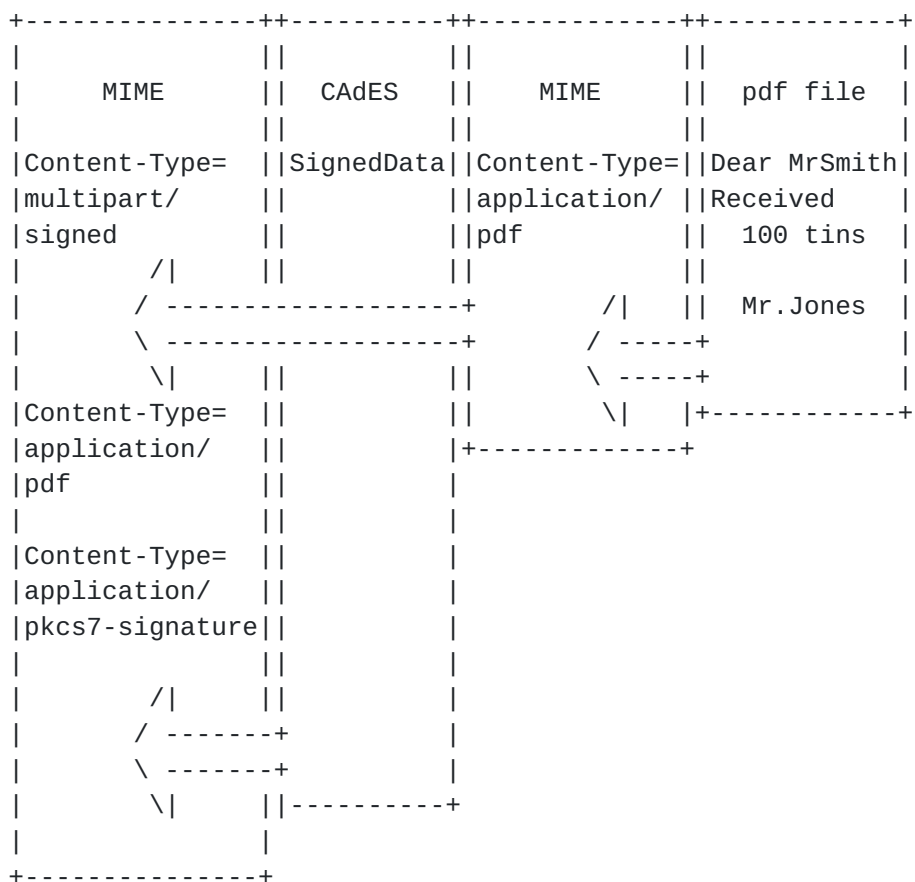 MIME CAdES MIME pdf file
Content-Type= SignedData Content-Type= Dear MrSmith
multipart/ application/ Received
signed pdf 100 tins
Mr.Jones
Content-Type=
application/
pdf
Content-Type=
application/
pkcs7-signature